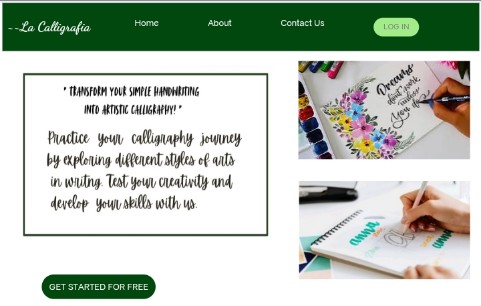 --La Calligrafia
Home
About
Contact Us
LOG IN
" TRANSFORM YOUR SIMPLE HANDWRITING
INTO ARTISTIC CALLIGRAPHY! "
Practice your calligraphy journey
by exploring different styles of arts
in writng. Test your creativity and
develop your skills with us.
GET STARTED FOR FREE
Dreams
don't work
unless
You do
anna